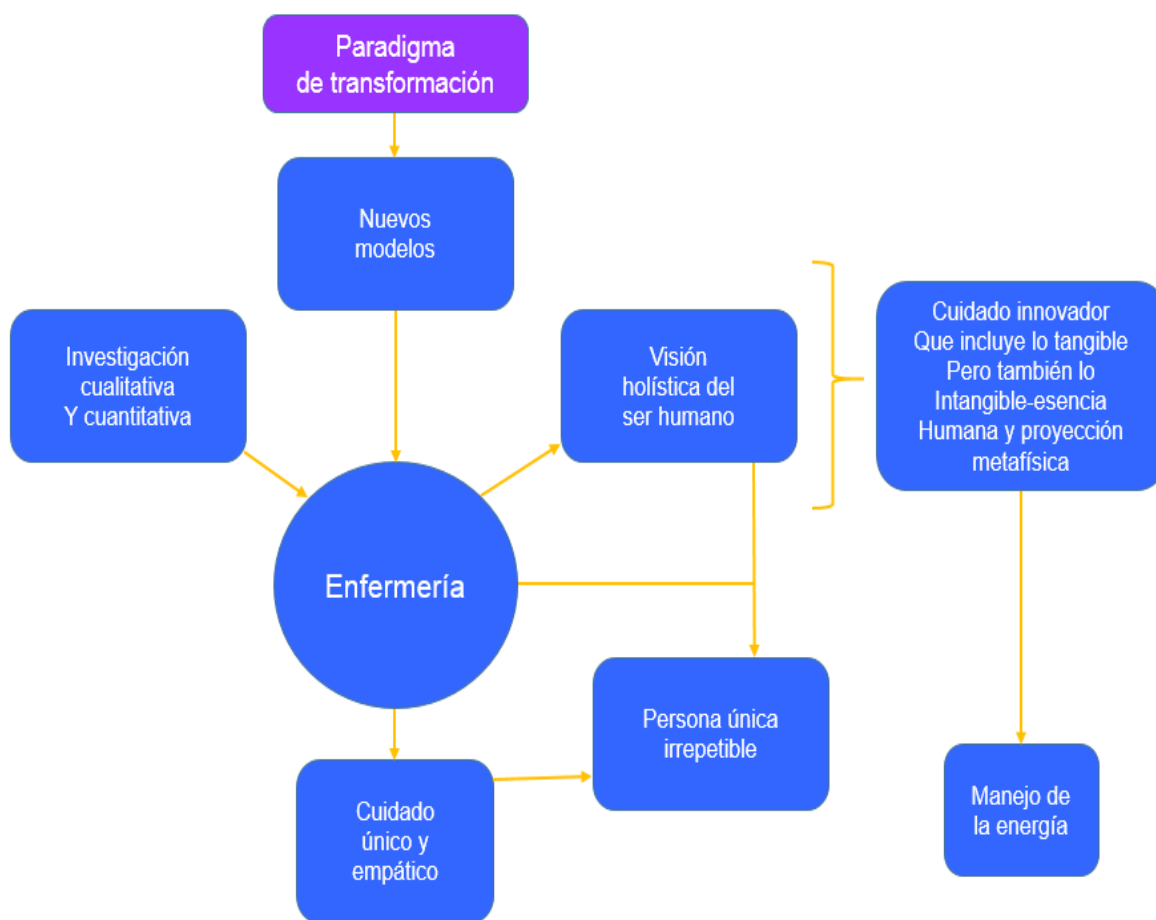 Paradigma
de transformación
Nuevos
modelos
Investigación
cualitativa
Y cuantitativa
Visión
holística del
ser humano
Cuidado innovador
Que incluye lo tangible
Pero también lo
Intangible-esencia
Humana y proyección
metafísica
Enfermería
Persona única
irrepetible
Cuidado
único y
empático
Manejo de
la energía